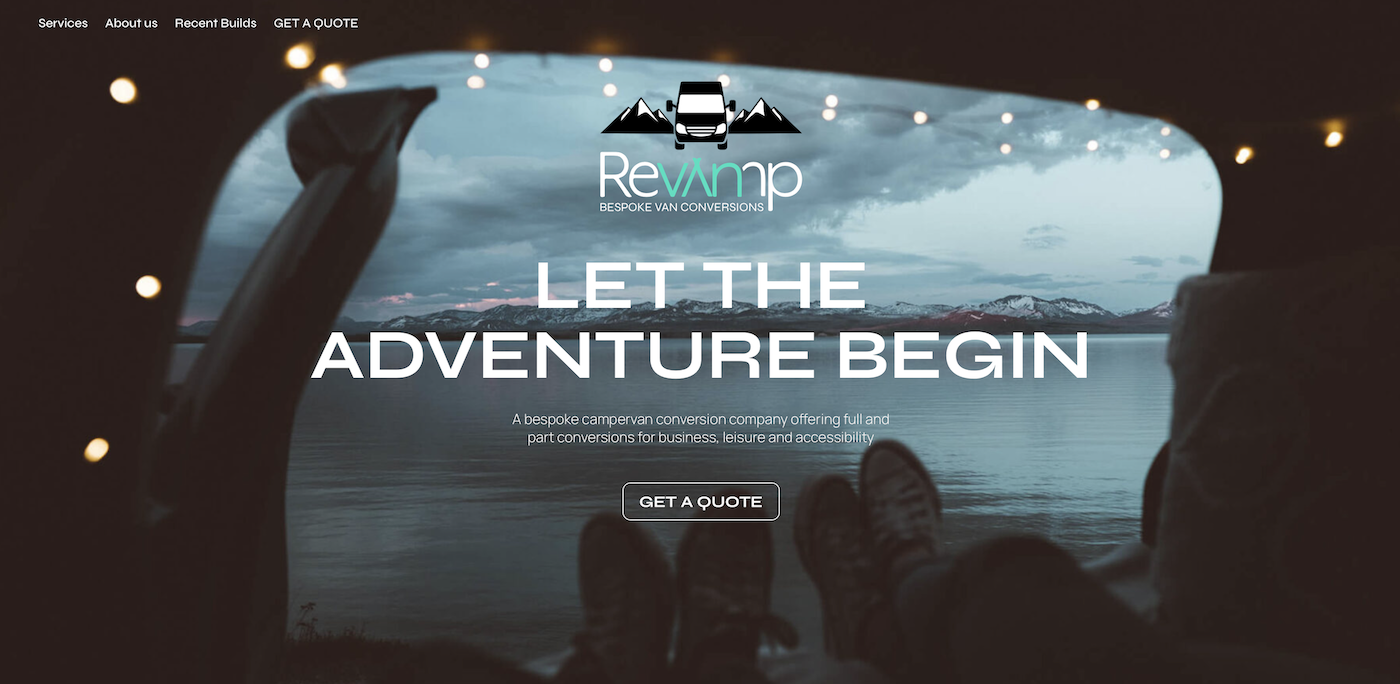 Services About us Recent Builds GET A QUOTE
Revamp
BESPOKE VAN CONVERSIONS
LET THE
ADVENTURE BEGIN
A bespoke campervan conversion company offering full and
part conversions for business, leisure and accessibility
GET A QUOTE